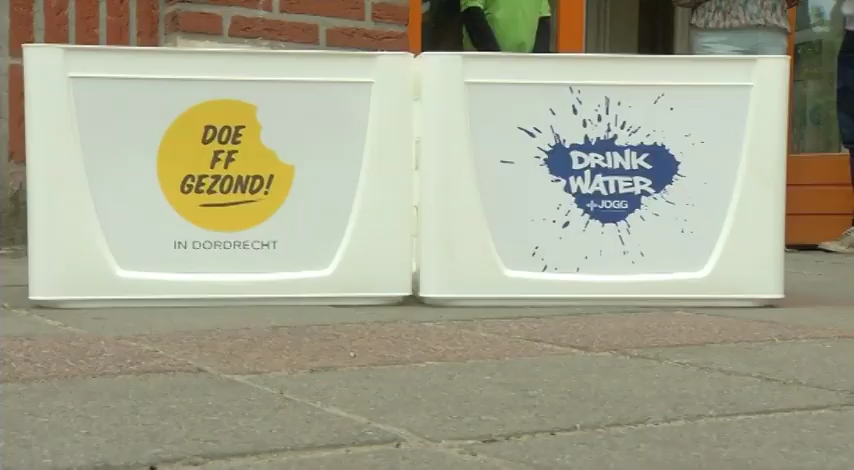 DOE
FF
GEZOND!
IN DORDRECHT
DRINK
WATER
+JOGG